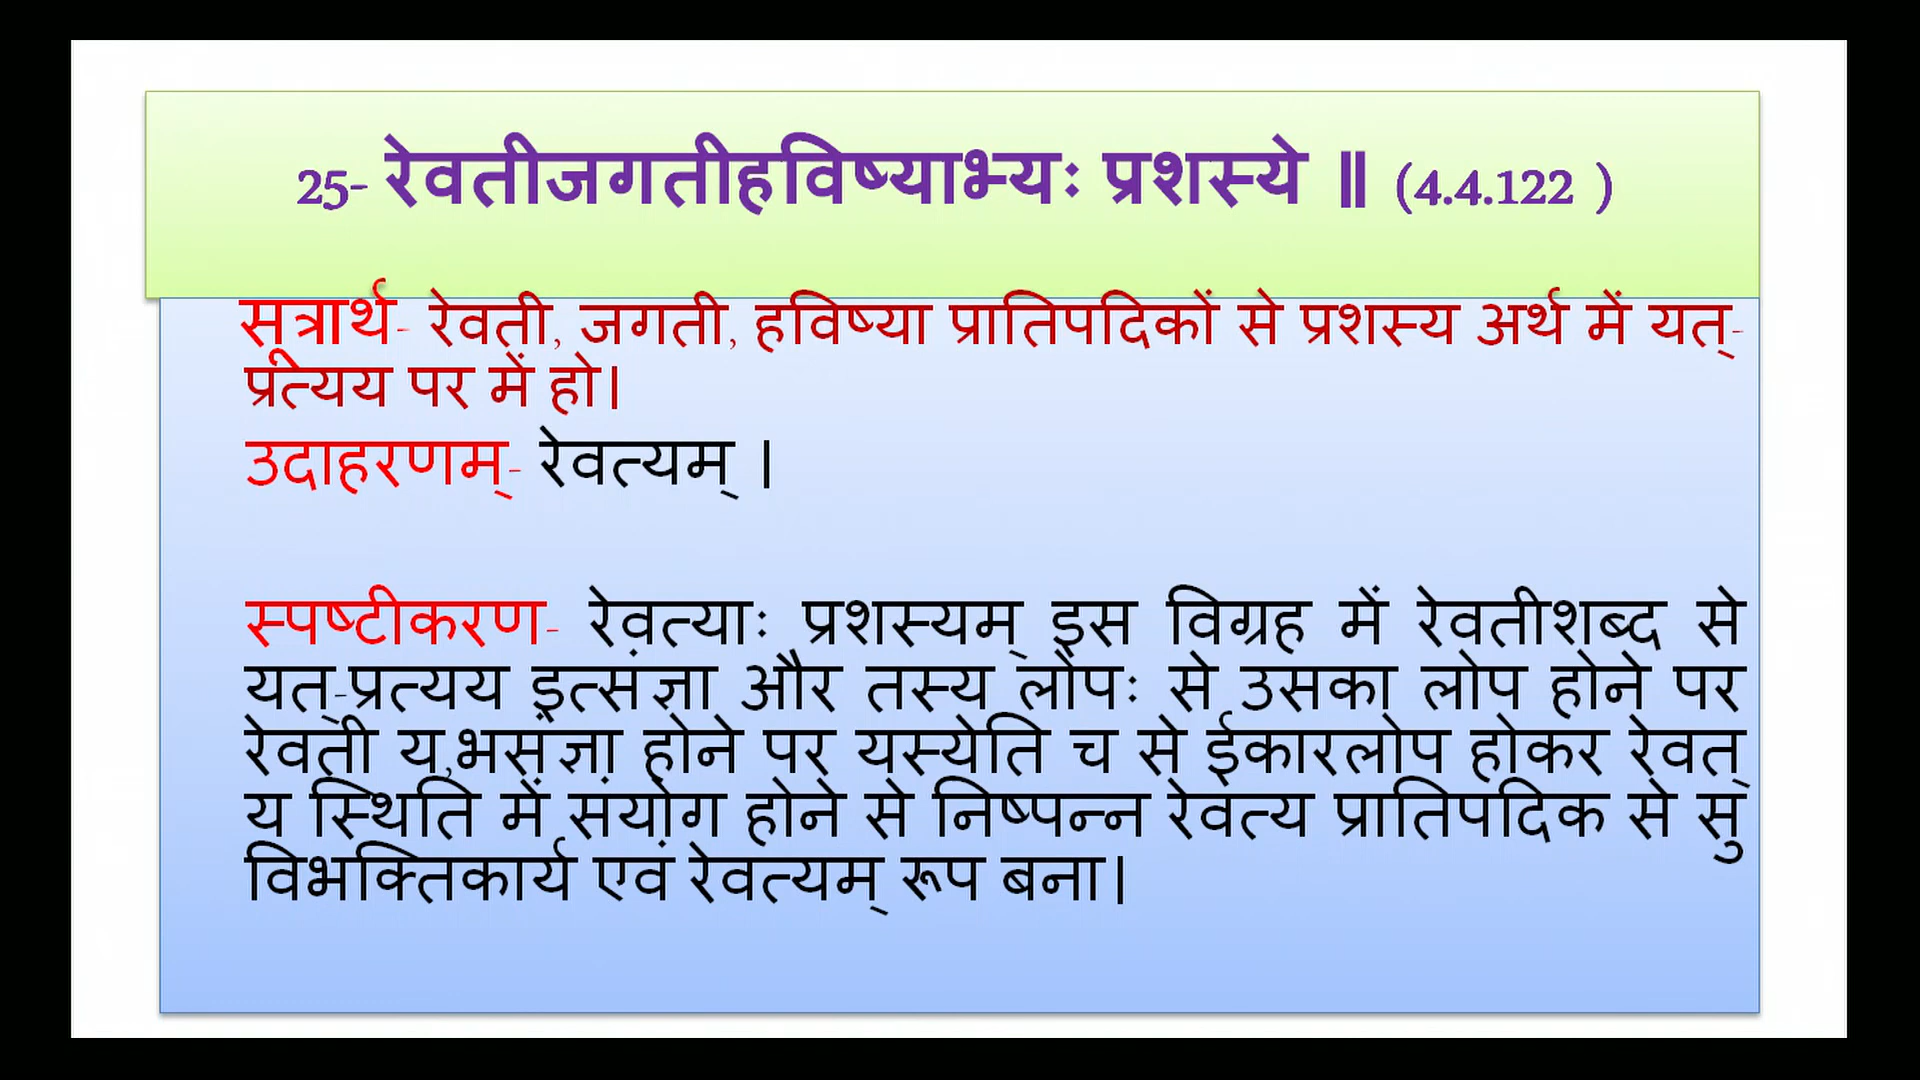 25- रेवतीजगतीहविष्याभ्यः प्रशस्ये ॥ (4.4.122 )
सूत्रार्थ- रेवती, जगती, हविष्या प्रातिपदिकों से प्रशस्य अर्थ में यत्-
प्रत्यय पर में हो।
उदाहरणम्- रेवत्यम् ।
स्पष्टीकरण- रेवत्याः प्रशस्यम् इस विग्रह में रेवतीशब्द से
यत्-प्रत्यय इत्संज्ञा और तस्य लोपः से उसका लोप होने पर
रेवती य,भसंज्ञा होने पर यस्येति च से ईकारलोप होकर रेवत्
य स्थिति में संयोग होने से निष्पन्न रेवत्य प्रातिपदिक से सु
विभक्तिकार्य एवं रेवत्यम् रूप बना।